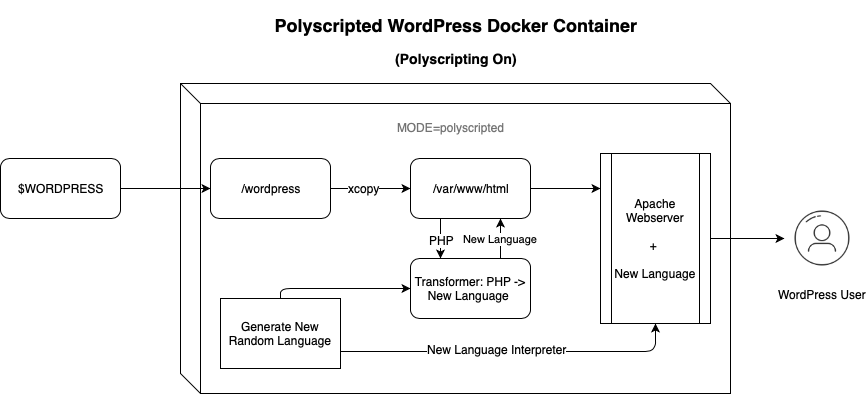 Polyscripted WordPress Docker Container
(Polyscripting On)
MODE=polyscripted
$WORDPRESS
/wordpress
xcopy
/var/www/html
PHP
New Language
Transformer: PHP ->
New Language
Generate New
Random Language
New Language Interpreter
Apache
Webserver
+
New Language
WordPress User